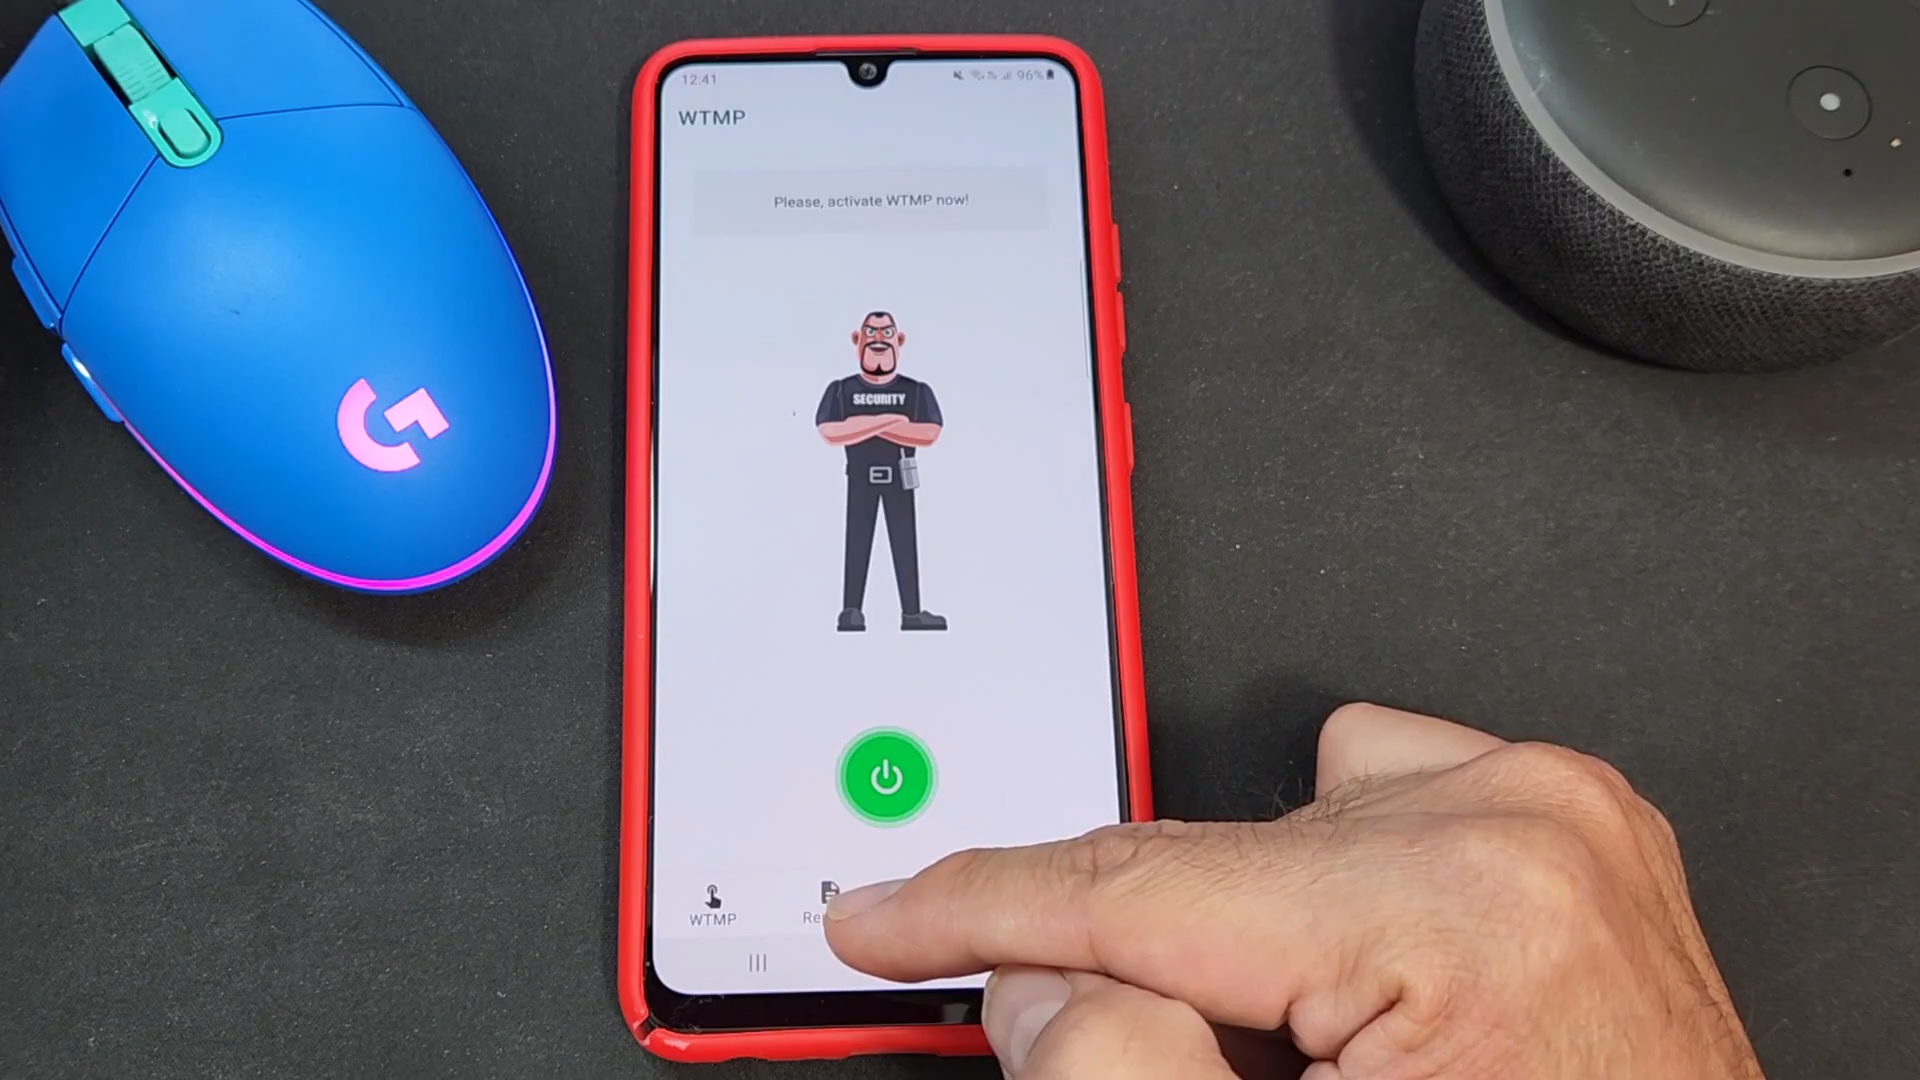 12:41
96%
WTMP
Please, activate WTMP now!
SECURITY
WTMP